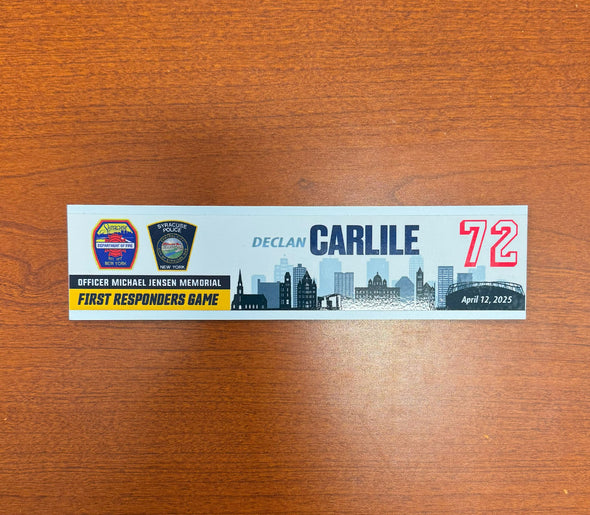 SYRACUSE
DEPARTMENT OF FIRE
NEW YORK
SYRACUSE
POLICE
NEW YORK
OFFICER MICHAEL JENSEN MEMORIAL
FIRST RESPONDERS GAME
DECLAN CARLILE
72
April 12, 2025